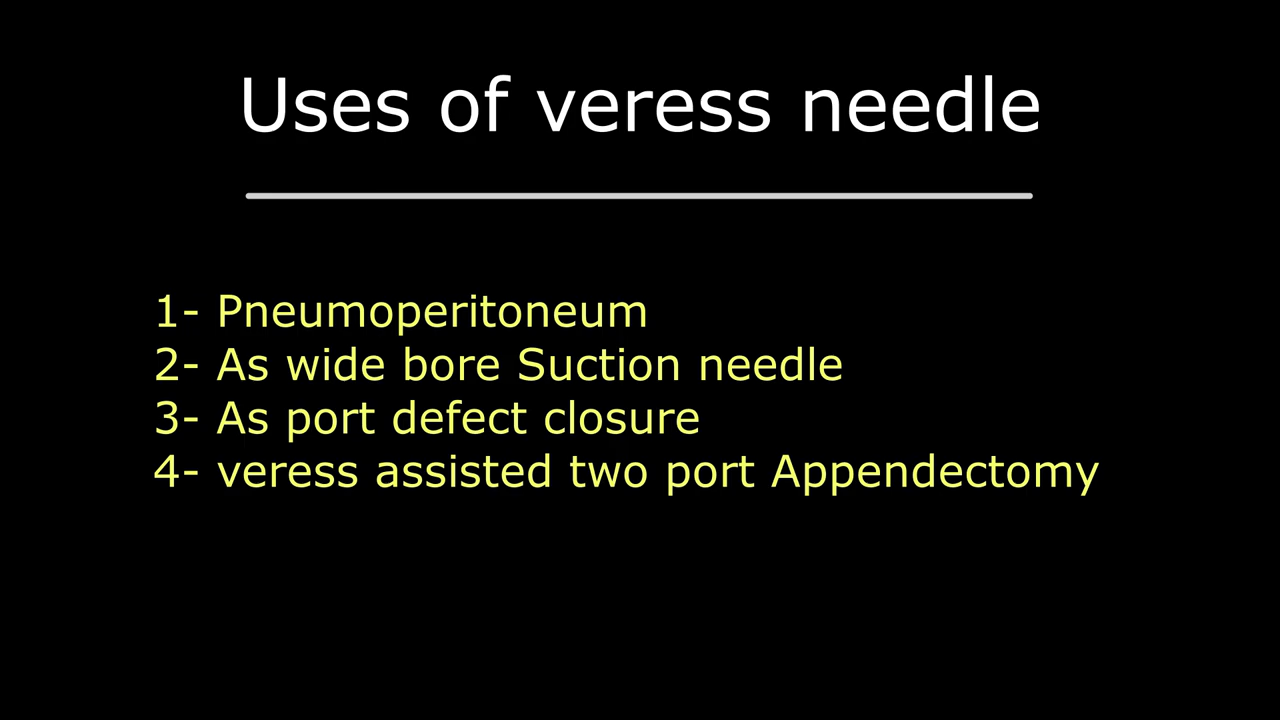 Uses of veress needle
1- Pneumoperitoneum
2- As wide bore Suction needle
3- As port defect closure
4- veress assisted two port Appendectomy